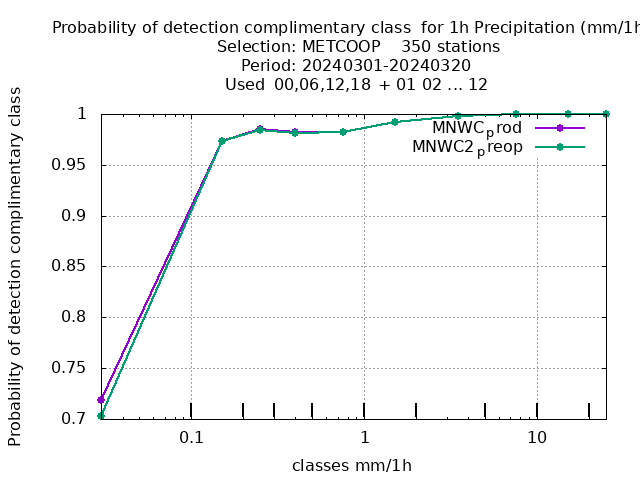 Probability of detection complimentary class  for 1h Precipitation (mm/1h
Selection: METCOOP    350 stations
Period: 20240301-20240320
Used  00,06,12,18 + 01 02 ... 12
Probability of detection complimentary class
1
0.95
0.9
0.85
0.8
0.75
0.7
MNWCprod
MNWC2preop
0.1 1 10
classes mm/1h